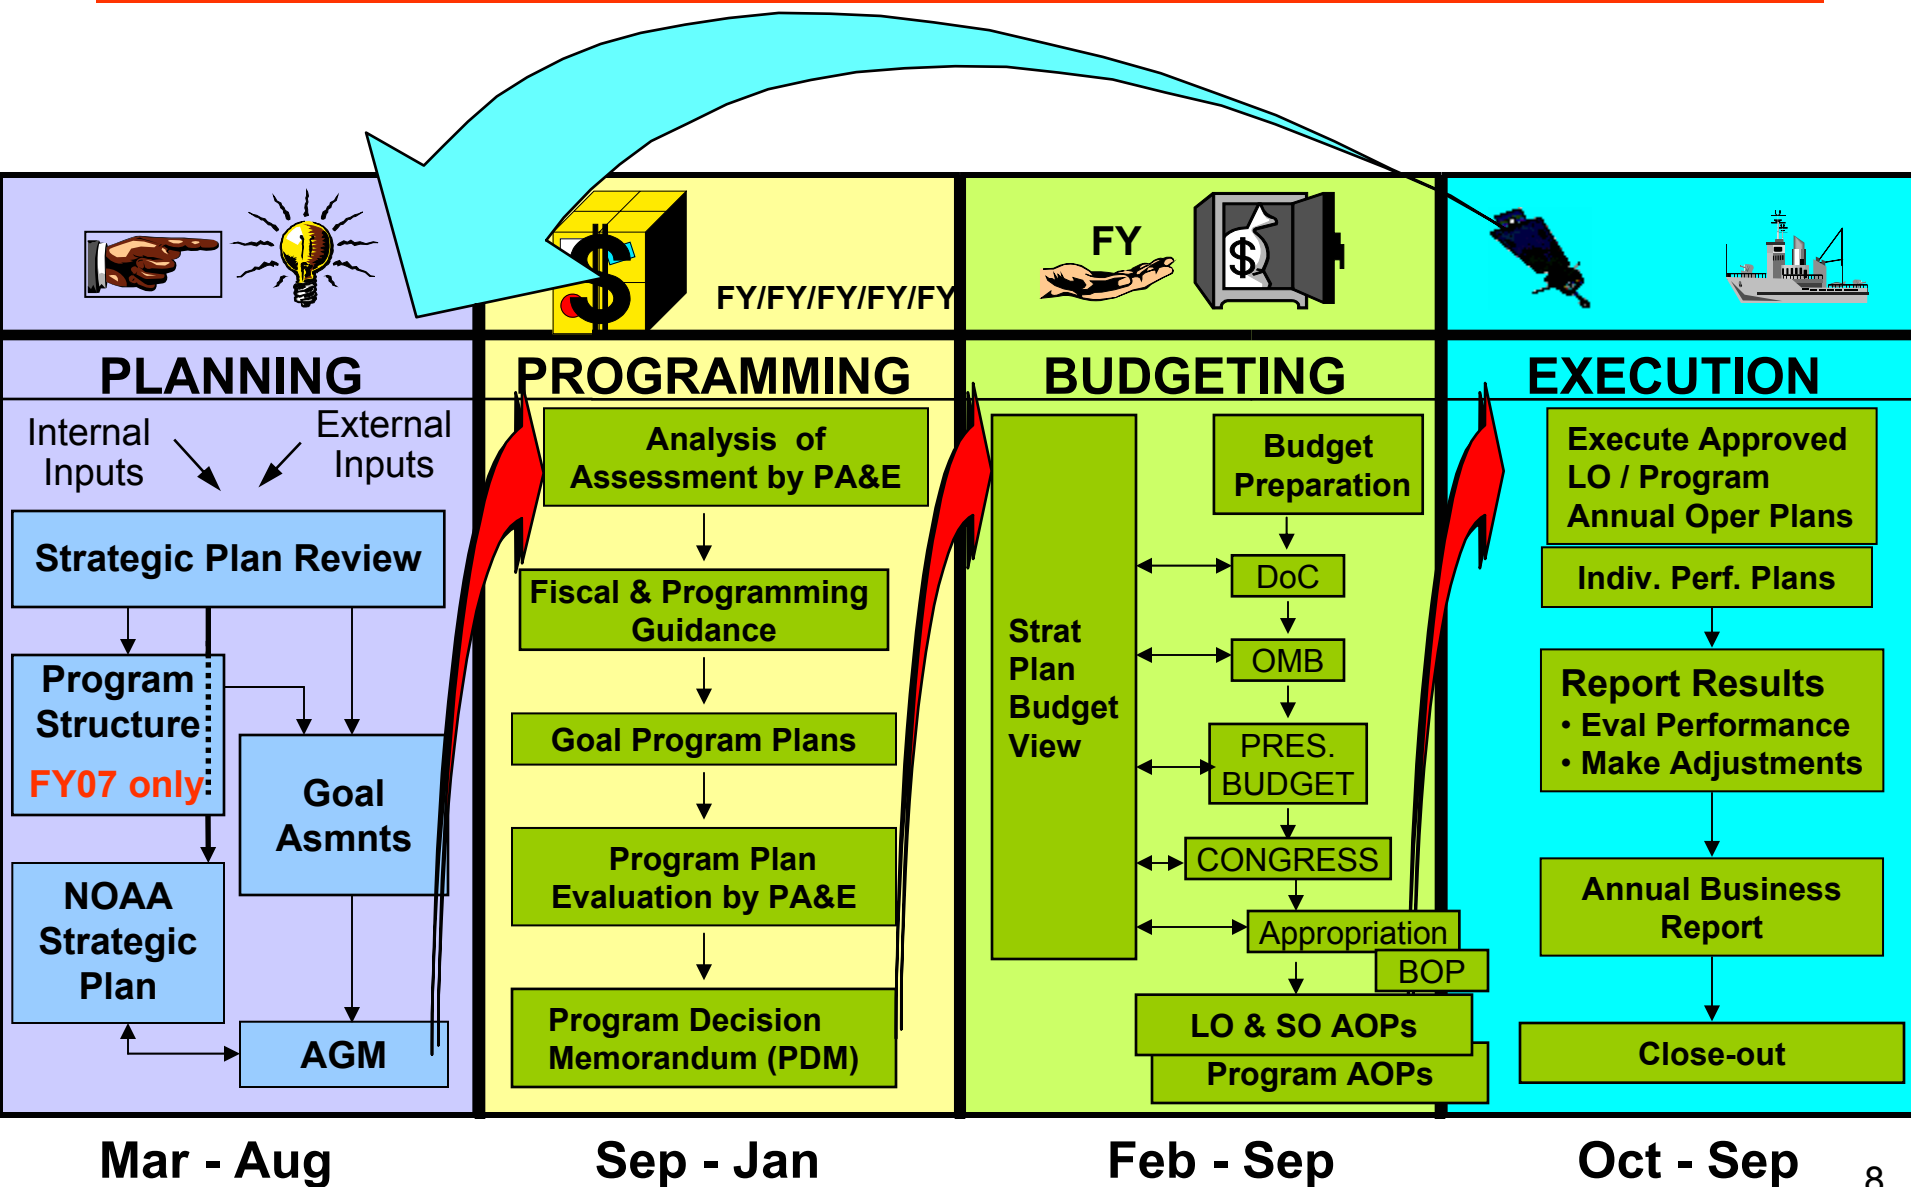 FY/FY/FY/FY/FY
$
FY
$
PLANNING
Internal
Inputs
External
Inputs
Strategic Plan Review
Program
Structure
FY07 only
Goal
Asmnts
NOAA
Strategic
Plan
AGM
Mar - Aug
PROGRAMMING
Analysis of
Assessment by PA&E
Fiscal & Programming
Guidance
Goal Program Plans
Program Plan
Evaluation by PA&E
Program Decision
Memorandum (PDM)
Sep - Jan
BUDGETING
Strat
Plan
Budget
View
Budget
Preparation
DoC
OMB
PRES.
BUDGET
CONGRESS
Appropriation
BOP
LO & SO AOPs
Program AOPs
Feb - Sep
EXECUTION
Execute Approved
LO / Program
Annual Oper Plans
Indiv. Perf. Plans
Report Results
• Eval Performance
• Make Adjustments
Annual Business
Report
Close-out
Oct - Sep
8